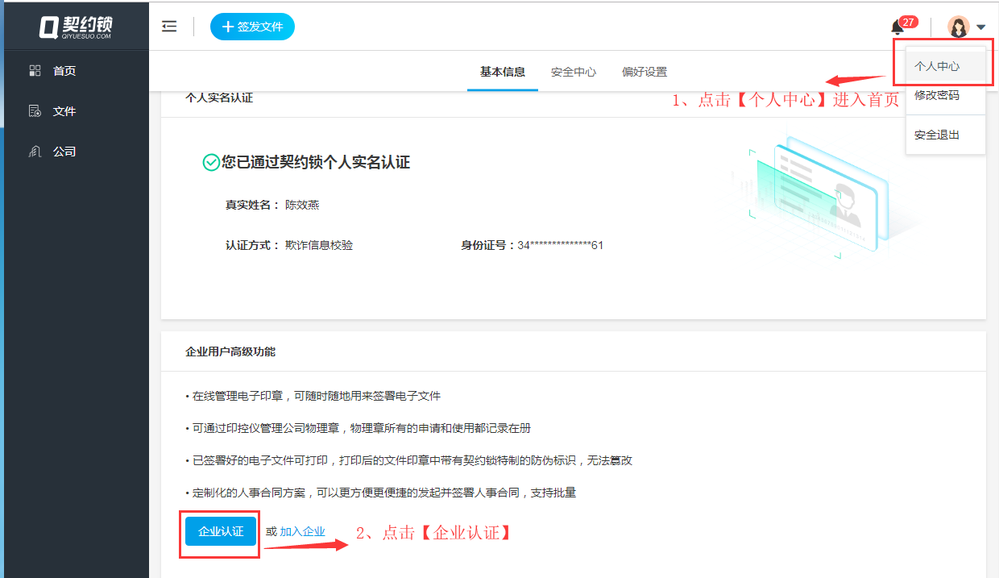 契约锁
QIYUESUO.COM
签发文件
27
首页
文件
公司
基本信息
安全中心
偏好设置
个人中心
修改密码
安全退出
1、点击【个人中心】进入首页
个人实名认证
您已通过契约锁个人实名认证
真实姓名： 陈效燕
认证方式： 欺诈信息校验
身份证号：34**************61
企业用户高级功能
• 在线管理电子印章，可随时随地用来签署电子文件
• 可通过印控仪管理公司物理章，物理章所有的申请和使用都记录在册
• 已签署好的电子文件可打印，打印后的文件印章中带有契约锁特制的防伪标识，无法篡改
• 定制化的人事合同方案，可以更方便更便捷的发起并签署人事合同，支持批量
企业认证 或 加入企业
2、点击【企业认证】